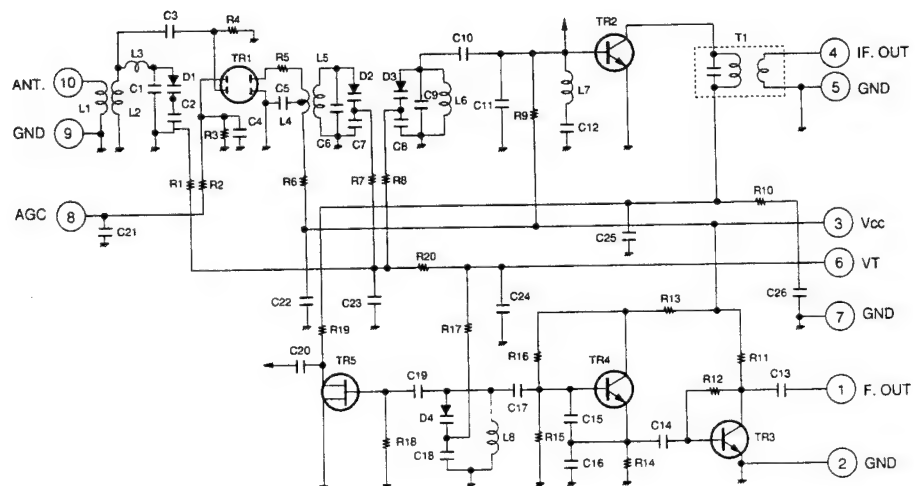 C3
R4
TR1
R5
L5
D2
D3
C10
TR2
T1
4
IF. OUT
10
ANT.
L3
D1
C1
C2
L1
L2
C5
L4
C9
L6
C11
L7
5
GND
9
GND
R3
C4
C6
C7
C8
R9
C12
R1
R2
R6
R7
R8
R10
8
AGC
C21
3
Vcc
C25
R20
6
VT
C22
C23
C24
R13
C26
7
GND
R19
R17
C20
TR5
C19
R16
TR4
R11
C13
1
F. OUT
D4
C17
R12
C15
L8
C14
C18
R18
R15
C16
R14
TR3
2
GND